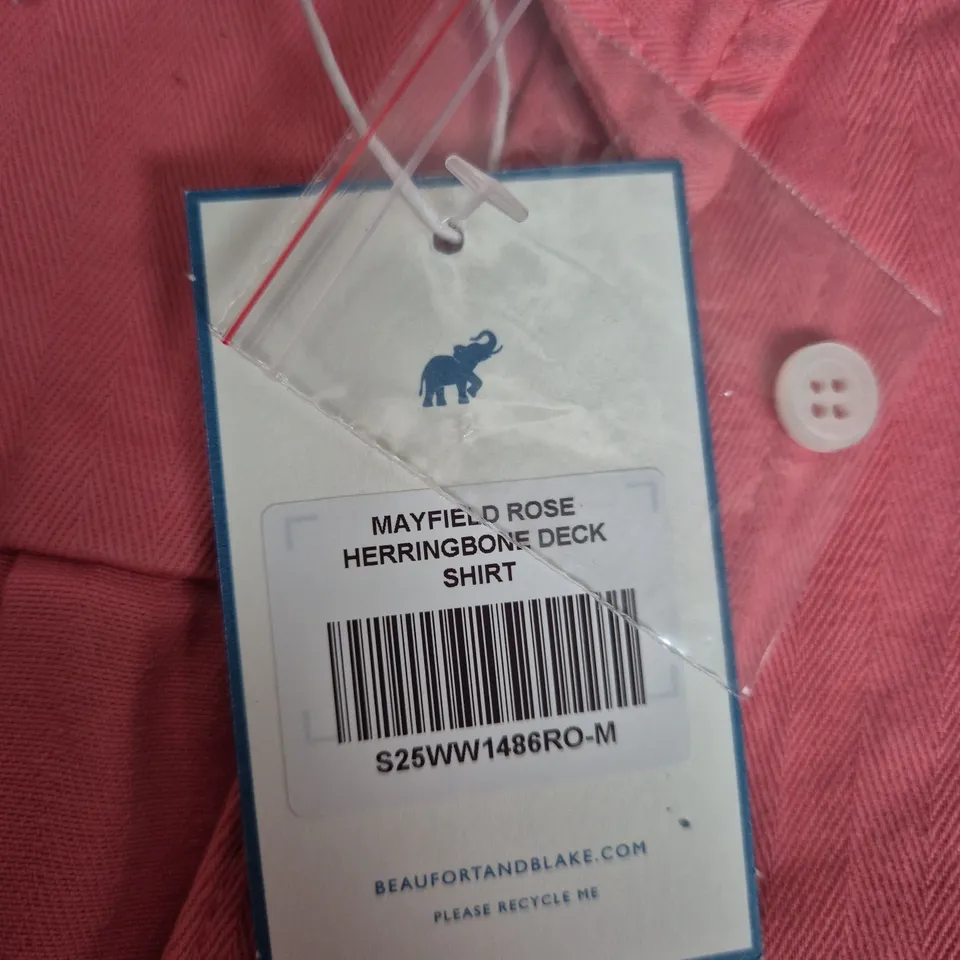 MAYFIELD ROSE
HERRINGBONE DECK
SHIRT
S25WW1486RO-M
BEAUFORTANDBLAKE.COM
PLEASE RECYCLE ME